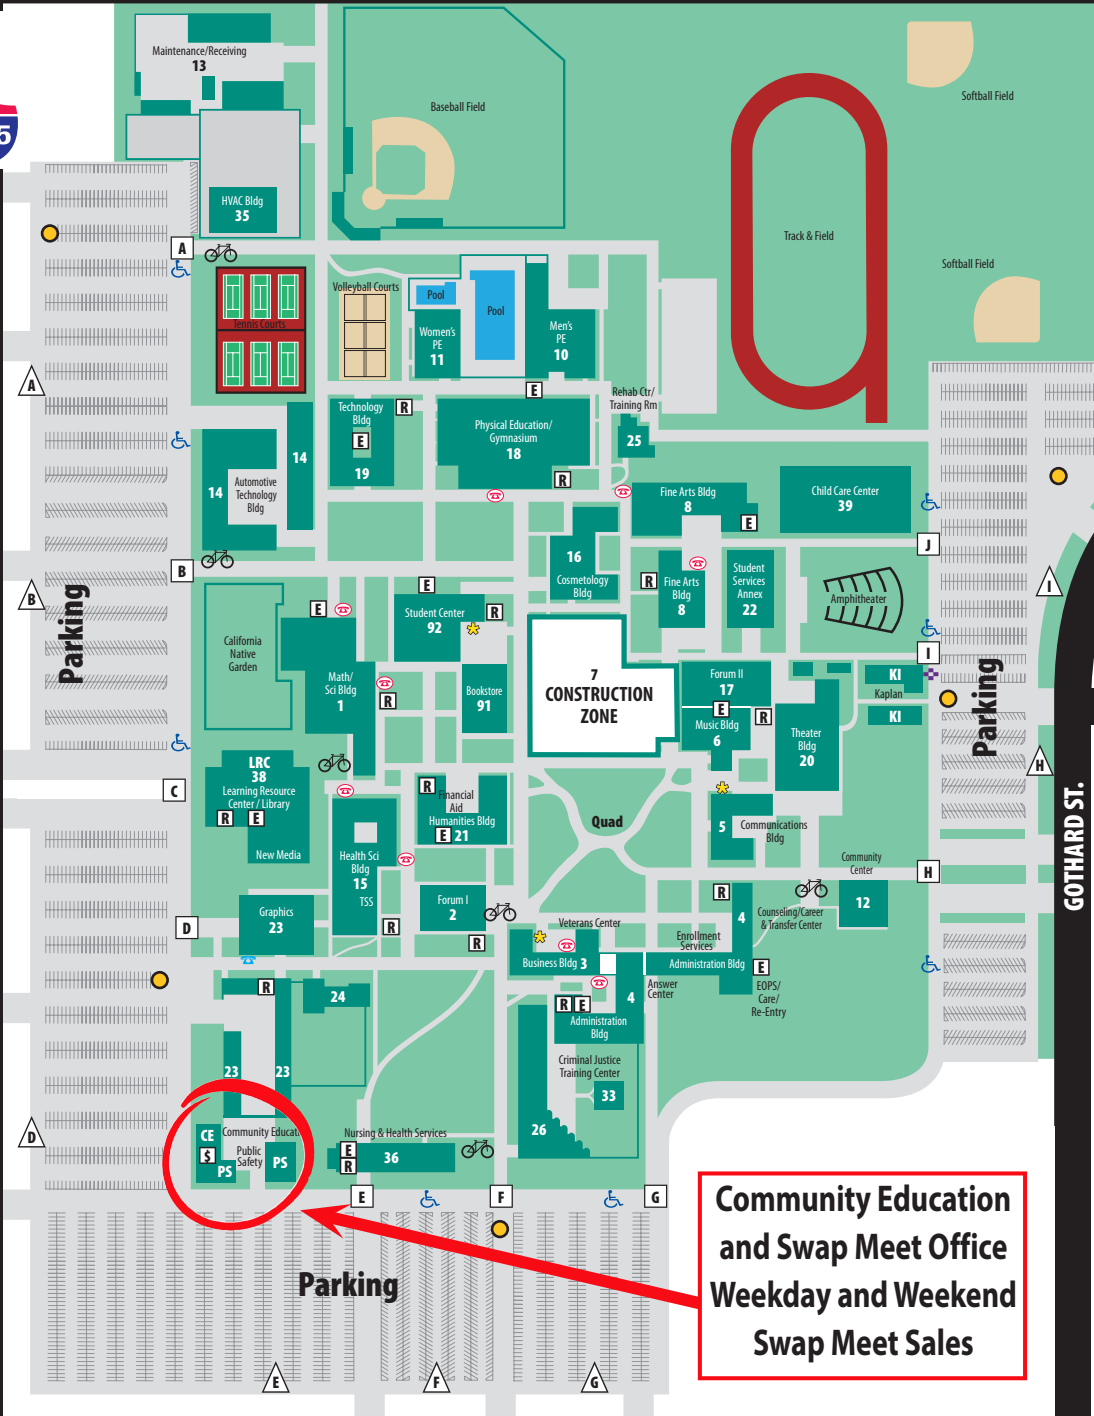 Maintenance/Receiving
13
Baseball Field
Softball Field
5
HVAC Bldg
35
Track & Field
A
Softball Field
Volleyball Courts
Pool
Pool
Tennis Courts
Women's
PE
11
Men's
PE
10
A
E
Rehab Ctr/
Training Rm
Technology
Bldg
R
E
19
Physical Education/
Gymnasium
18
R
25
14
14
Automotive
Technology
Bldg
Fine Arts Bldg
8
E
Child Care Center
39
J
B
16
Cosmetology
Bldg
R
Fine Arts
Bldg
8
Student
Services
Annex
22
Amphitheater
I
B
Parking
E
E
Student Center
92
R
California
Native
Garden
Math/
Sci Bldg
1
R
Bookstore
91
7
CONSTRUCTION
ZONE
Forum II
17
E
R
Music Bldg
6
I
KI
Kaplan
KI
Parking
Theater
Bldg
20
H
GOTHARD ST.
LRC
38
Learning Resource
Center / Library
R
E
New Media
C
R
Financial
Aid
Humanities Bldg
E
21
Quad
5
Communications
Bldg
Health Sci
Bldg
15
TSS
R
Community
Center
12
H
Forum I
2
R
Graphics
23
D
Veterans Center
Business Bldg 3
R
4
Counseling/Career
& Transfer Center
Enrollment
Services
Administration Bldg
E
EOPS/
Care/
Re-Entry
R
24
4
Answer
Center
R
E
Administration
Bldg
23
23
Criminal Justice
Training Center
33
26
D
CE
Community Educati
$
Public
Safety
PS
PS
Nursing & Health Services
E
R
36
E
F
G
Parking
E
F
G
Community Education
and Swap Meet Office
Weekday and Weekend
Swap Meet Sales